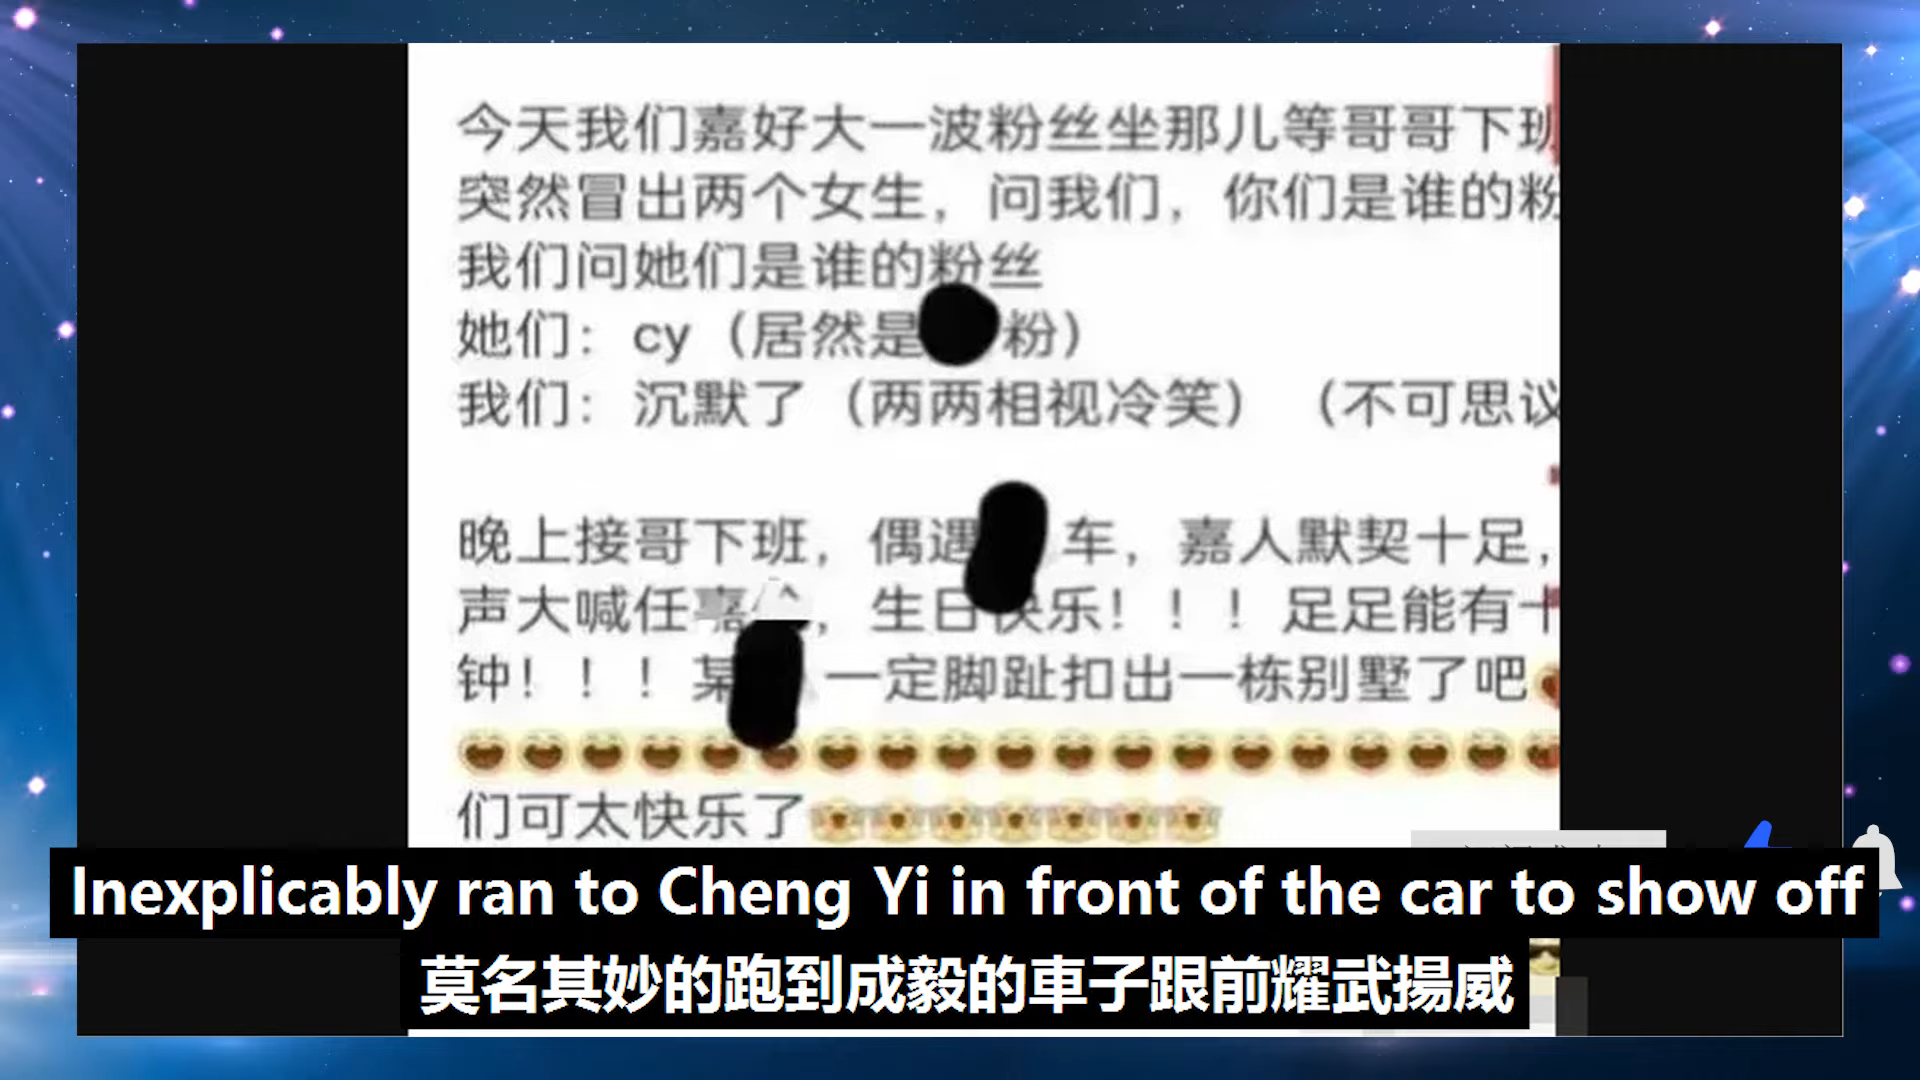 今天我们嘉好大一波粉丝坐那儿等哥哥下班
突然冒出两个女生，问我们，你们是谁的粉
我们问她们是谁的粉丝
她们：cy（居然是 粉）
我们：沉默了（两两相视冷笑）（不可思议
晚上接哥下班，偶遇 车，嘉人默契十足，
声大喊任嘉 ，生日快乐！！！足足能有十
钟！！！某 一定脚趾扣出一栋别墅了吧
们可太快乐了
Inexplicably ran to Cheng Yi in front of the car to show off
莫名其妙的跑到成毅的車子跟前耀武揚威